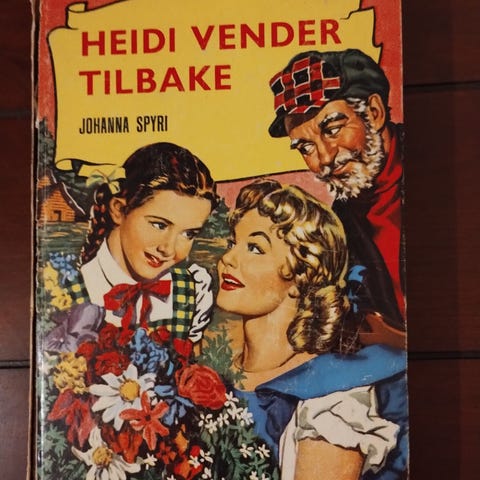 HEIDI VENDER
TILBAKE
JOHANNA SPYRI